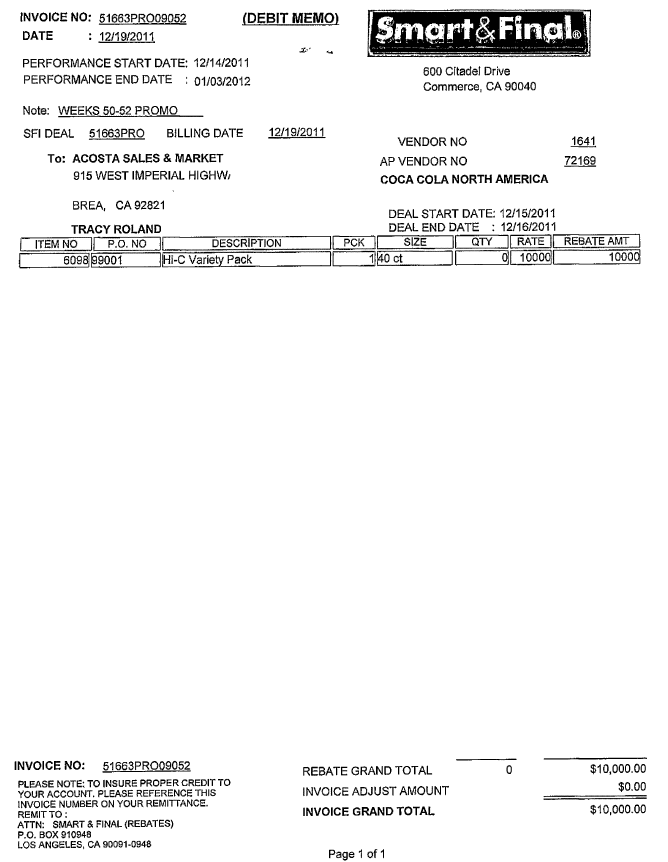 INVOICE NO: 51663PRO09052 (DEBIT MEMO)
DATE : 12/19/2011
Smart&Final®
PERFORMANCE START DATE: 12/14/2011
PERFORMANCE END DATE : 01/03/2012
600 Citadel Drive
Commerce, CA 90040
Note: WEEKS 50-52 PROMO
SFI DEAL 51663PRO BILLING DATE 12/19/2011
VENDOR NO 1641
To: ACOSTA SALES & MARKET
AP VENDOR NO 72169
915 WEST IMPERIAL HIGHW
COCA COLA NORTH AMERICA
BREA, CA 92821
DEAL START DATE: 12/15/2011
TRACY ROLAND
DEAL END DATE : 12/16/2011
ITEM NO P.O. NO DESCRIPTION PCK SIZE QTY RATE REBATE AMT
6098 99001 Hi-C Variety Pack 1 40 ct 0 10000 10000
INVOICE NO: 51663PRO09052
REBATE GRAND TOTAL 0 $10,000.00
PLEASE NOTE: TO INSURE PROPER CREDIT TO
YOUR ACCOUNT. PLEASE REFERENCE THIS
INVOICE NUMBER ON YOUR REMITTANCE.
INVOICE ADJUST AMOUNT $0.00
REMIT TO :
INVOICE GRAND TOTAL $10,000.00
ATTN: SMART & FINAL (REBATES)
P.O. BOX 910948
LOS ANGELES, CA 90091-0948
Page 1 of 1